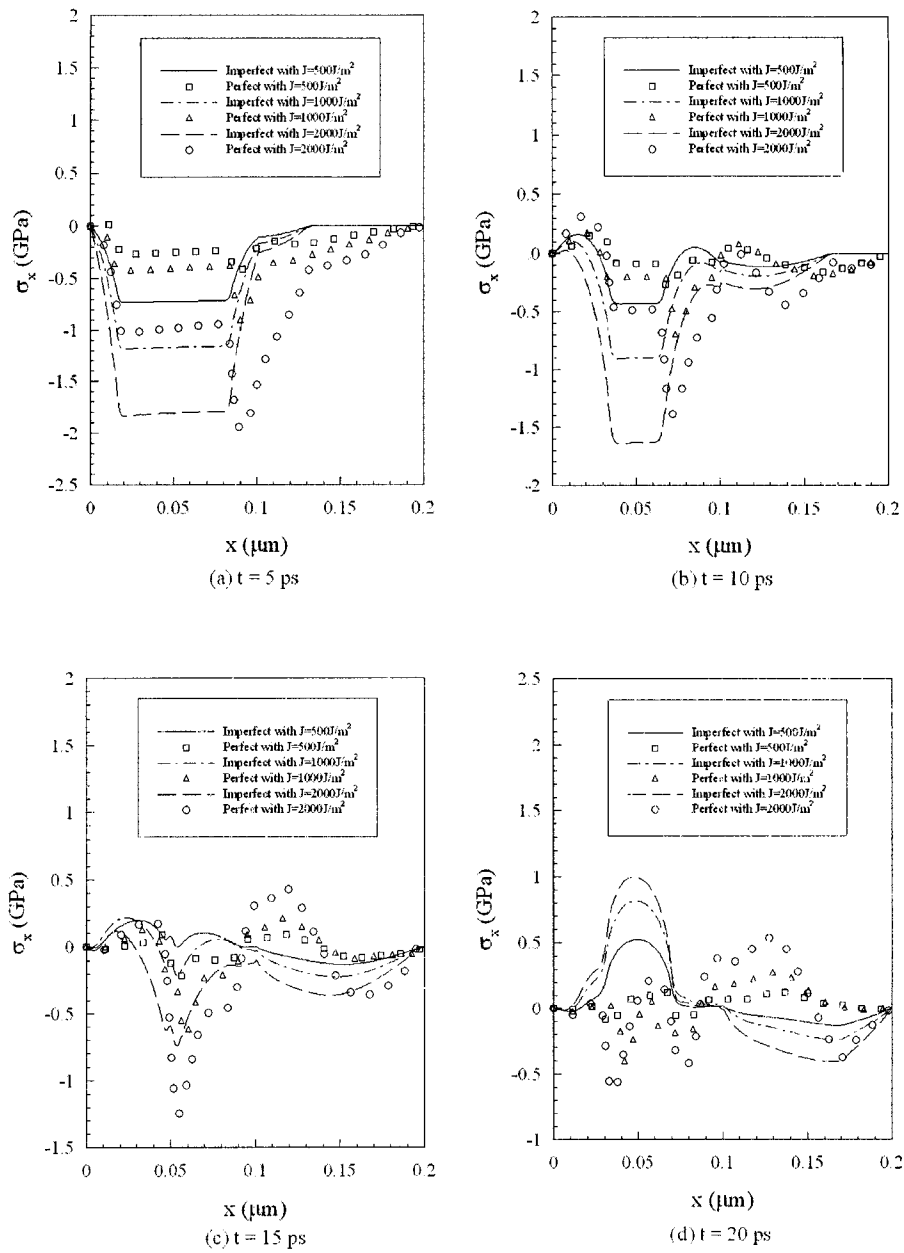 2
1.5
1
0.5
0
-0.5
-1
-1.5
-2
-2.5
σx (GPa)
Imperfect with J=500J/m²
Perfect with J=500J/m²
Imperfect with J=1000J/m²
Perfect with J=1000J/m²
Imperfect with J=2000J/m²
Perfect with J=2000J/m²
0 0.05 0.1 0.15 0.2
x (μm)
(a) t = 5 ps
2
1.5
1
0.5
0
-0.5
-1
-1.5
-2
σx (GPa)
Imperfect with J=500J/m²
Perfect with J=500J/m²
Imperfect with J=1000J/m²
Perfect with J=1000J/m²
Imperfect with J=2000J/m²
Perfect with J=2000J/m²
0 0.05 0.1 0.15 0.2
x (μm)
(b) t = 10 ps
2
1.5
1
0.5
0
-0.5
-1
-1.5
σx (GPa)
Imperfect with J=500J/m²
Perfect with J=500J/m²
Imperfect with J=1000J/m²
Perfect with J=1000J/m²
Imperfect with J=2000J/m²
Perfect with J=2000J/m²
0 0.05 0.1 0.15 0.2
x (μm)
(c) t = 15 ps
2.5
2
1.5
1
0.5
0
-0.5
-1
σx (GPa)
Imperfect with J=500J/m²
Perfect with J=500J/m²
Imperfect with J=1000J/m²
Perfect with J=1000J/m²
Imperfect with J=2000J/m²
Perfect with J=2000J/m²
0 0.05 0.1 0.15 0.2
x (μm)
(d) t = 20 ps